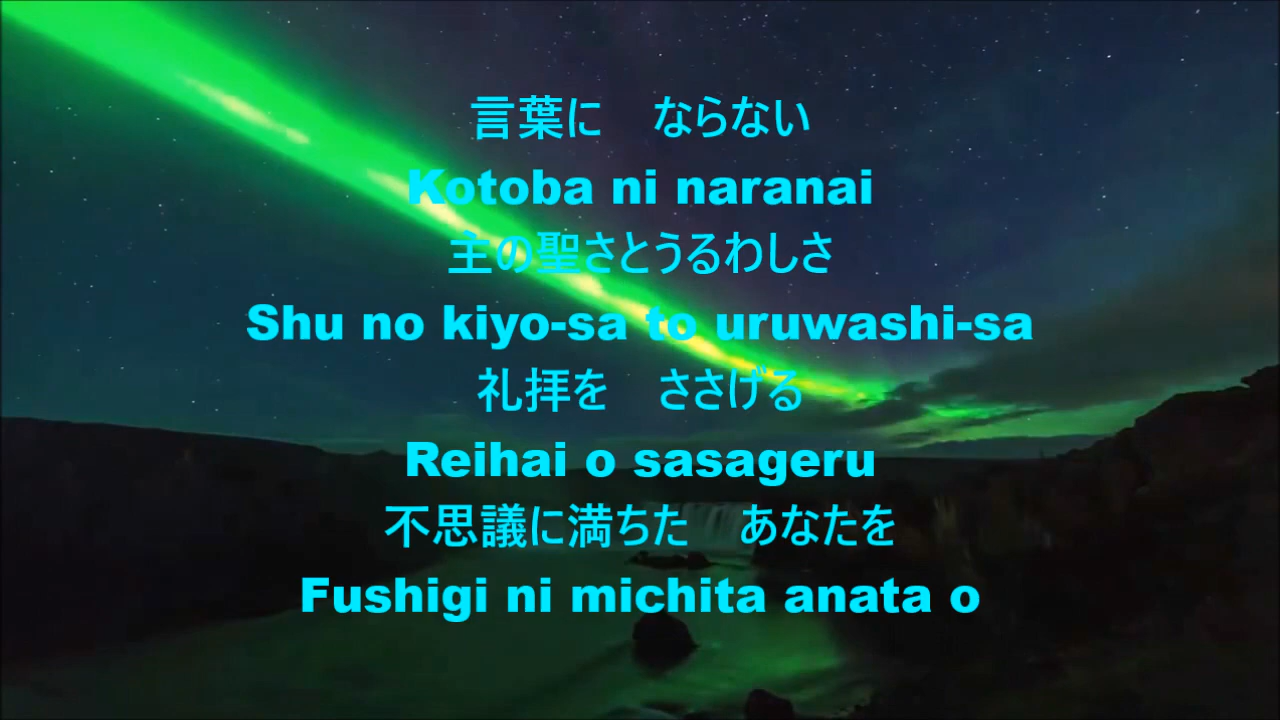 言葉に　ならない
Kotoba ni naranai
主の聖さとうるわしさ
Shu no kiyo-sa to uruwashi-sa
礼拝を　ささげる
Reihai o sasageru
不思議に満ちた　あなたを
Fushigi ni michita anata o